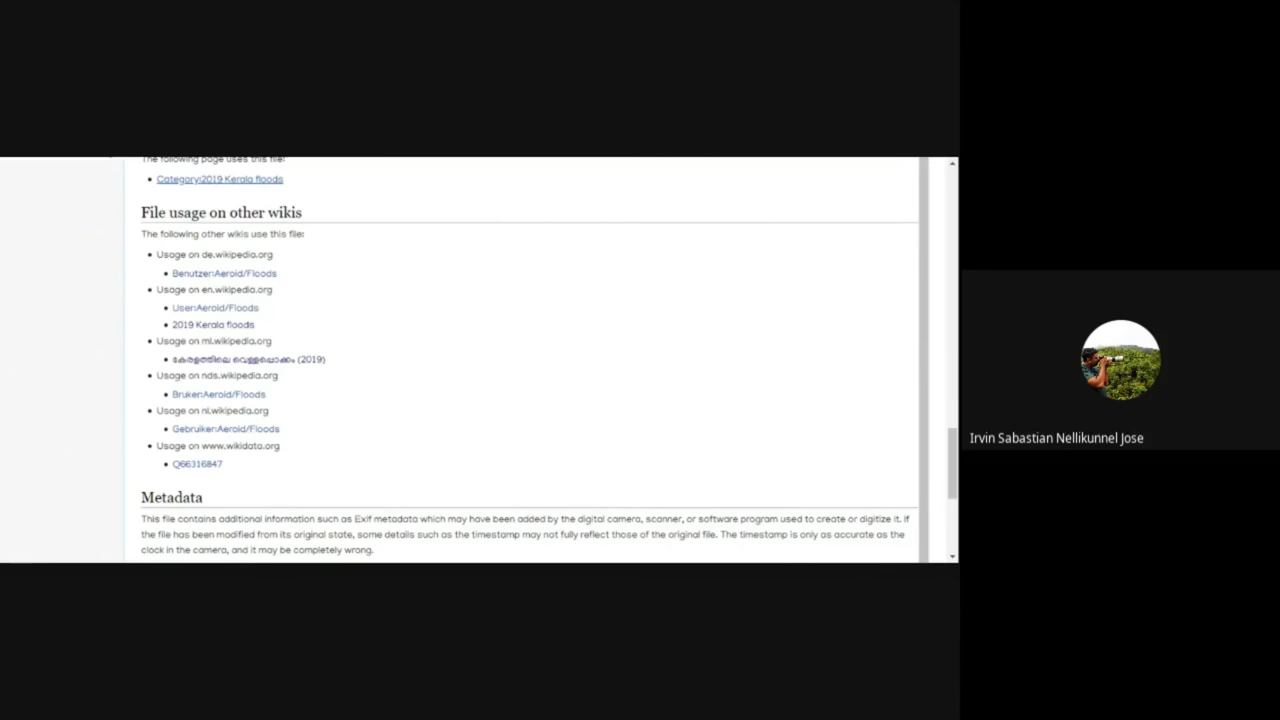 The following page uses this file:
Category:2019 Kerala floods
File usage on other wikis
The following other wikis use this file:
Usage on de.wikipedia.org
Benutzer:Aeroid/Floods
Usage on en.wikipedia.org
User:Aeroid/Floods
2019 Kerala floods
Usage on ml.wikipedia.org
കേരളത്തിലെ വെള്ളപ്പൊക്കം (2019)
Usage on nds.wikipedia.org
Bruker:Aeroid/Floods
Usage on nl.wikipedia.org
Gebruiker:Aeroid/Floods
Usage on www.wikidata.org
Q66316847
Metadata
This file contains additional information such as Exif metadata which may have been added by the digital camera, scanner, or software program used to create or digitize it. If
the file has been modified from its original state, some details such as the timestamp may not fully reflect those of the original file. The timestamp is only as accurate as the
clock in the camera, and it may be completely wrong.
Irvin Sabastian Nellikunnel Jose